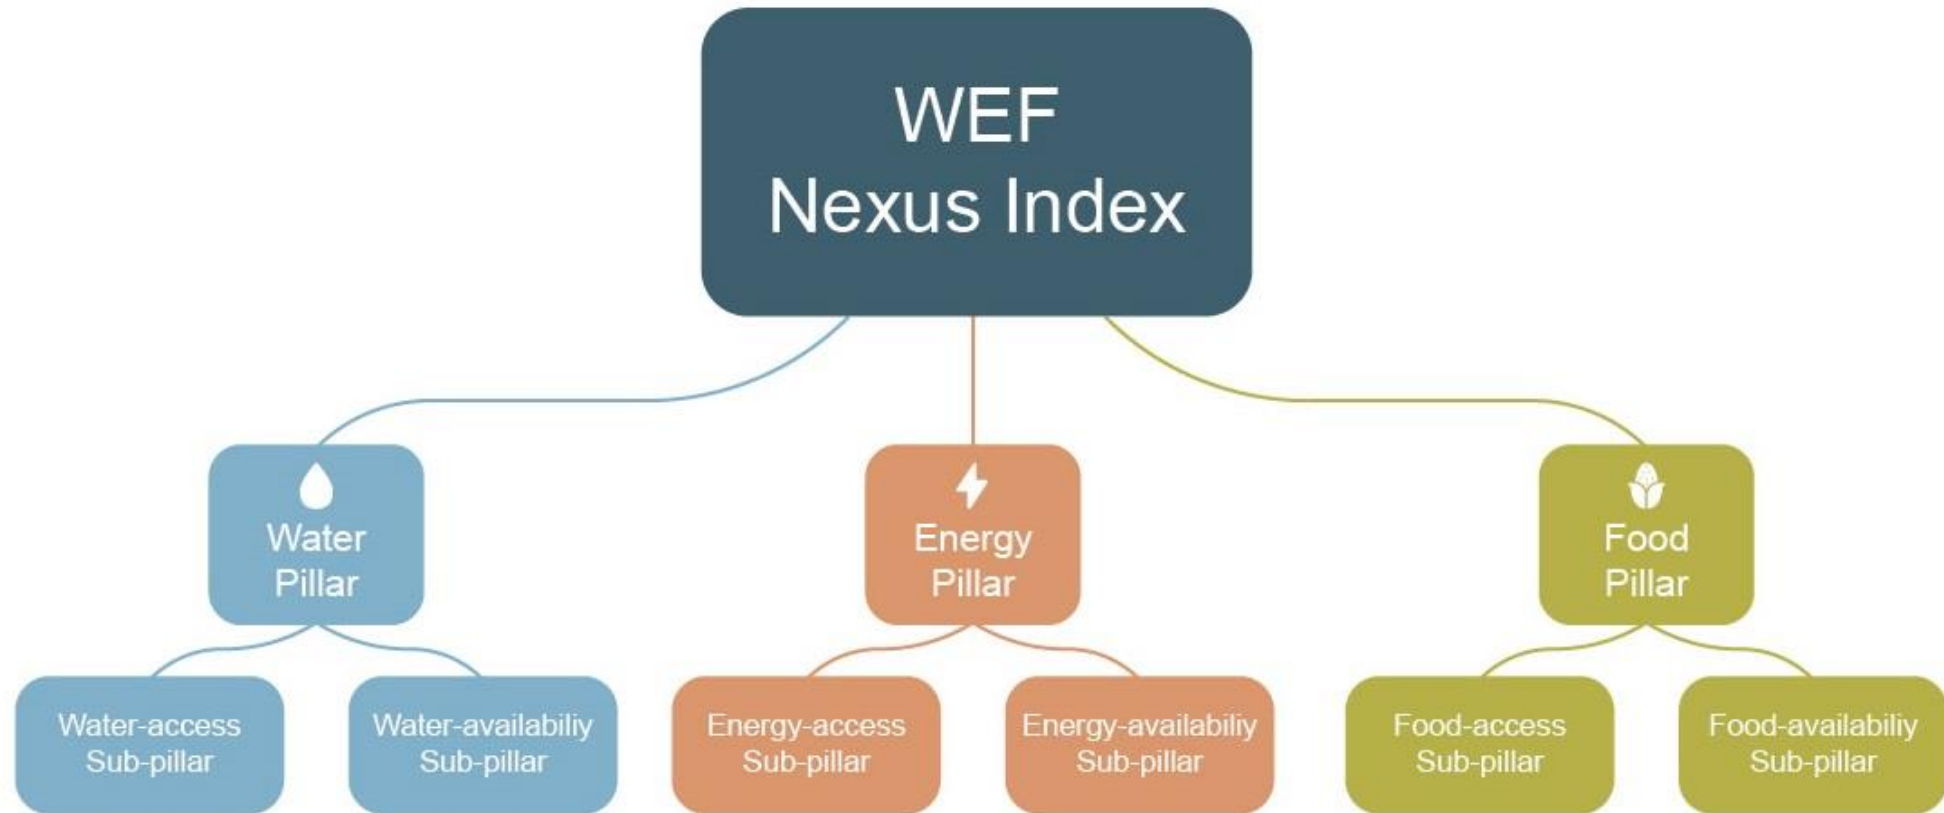 WEF
Nexus Index
Water
Pillar
Energy
Pillar
Food
Pillar
Water-access
Sub-pillar
Water-availabiliy
Sub-pillar
Energy-access
Sub-pillar
Energy-availabiliy
Sub-pillar
Food-access
Sub-pillar
Food-availabiliy
Sub-pillar